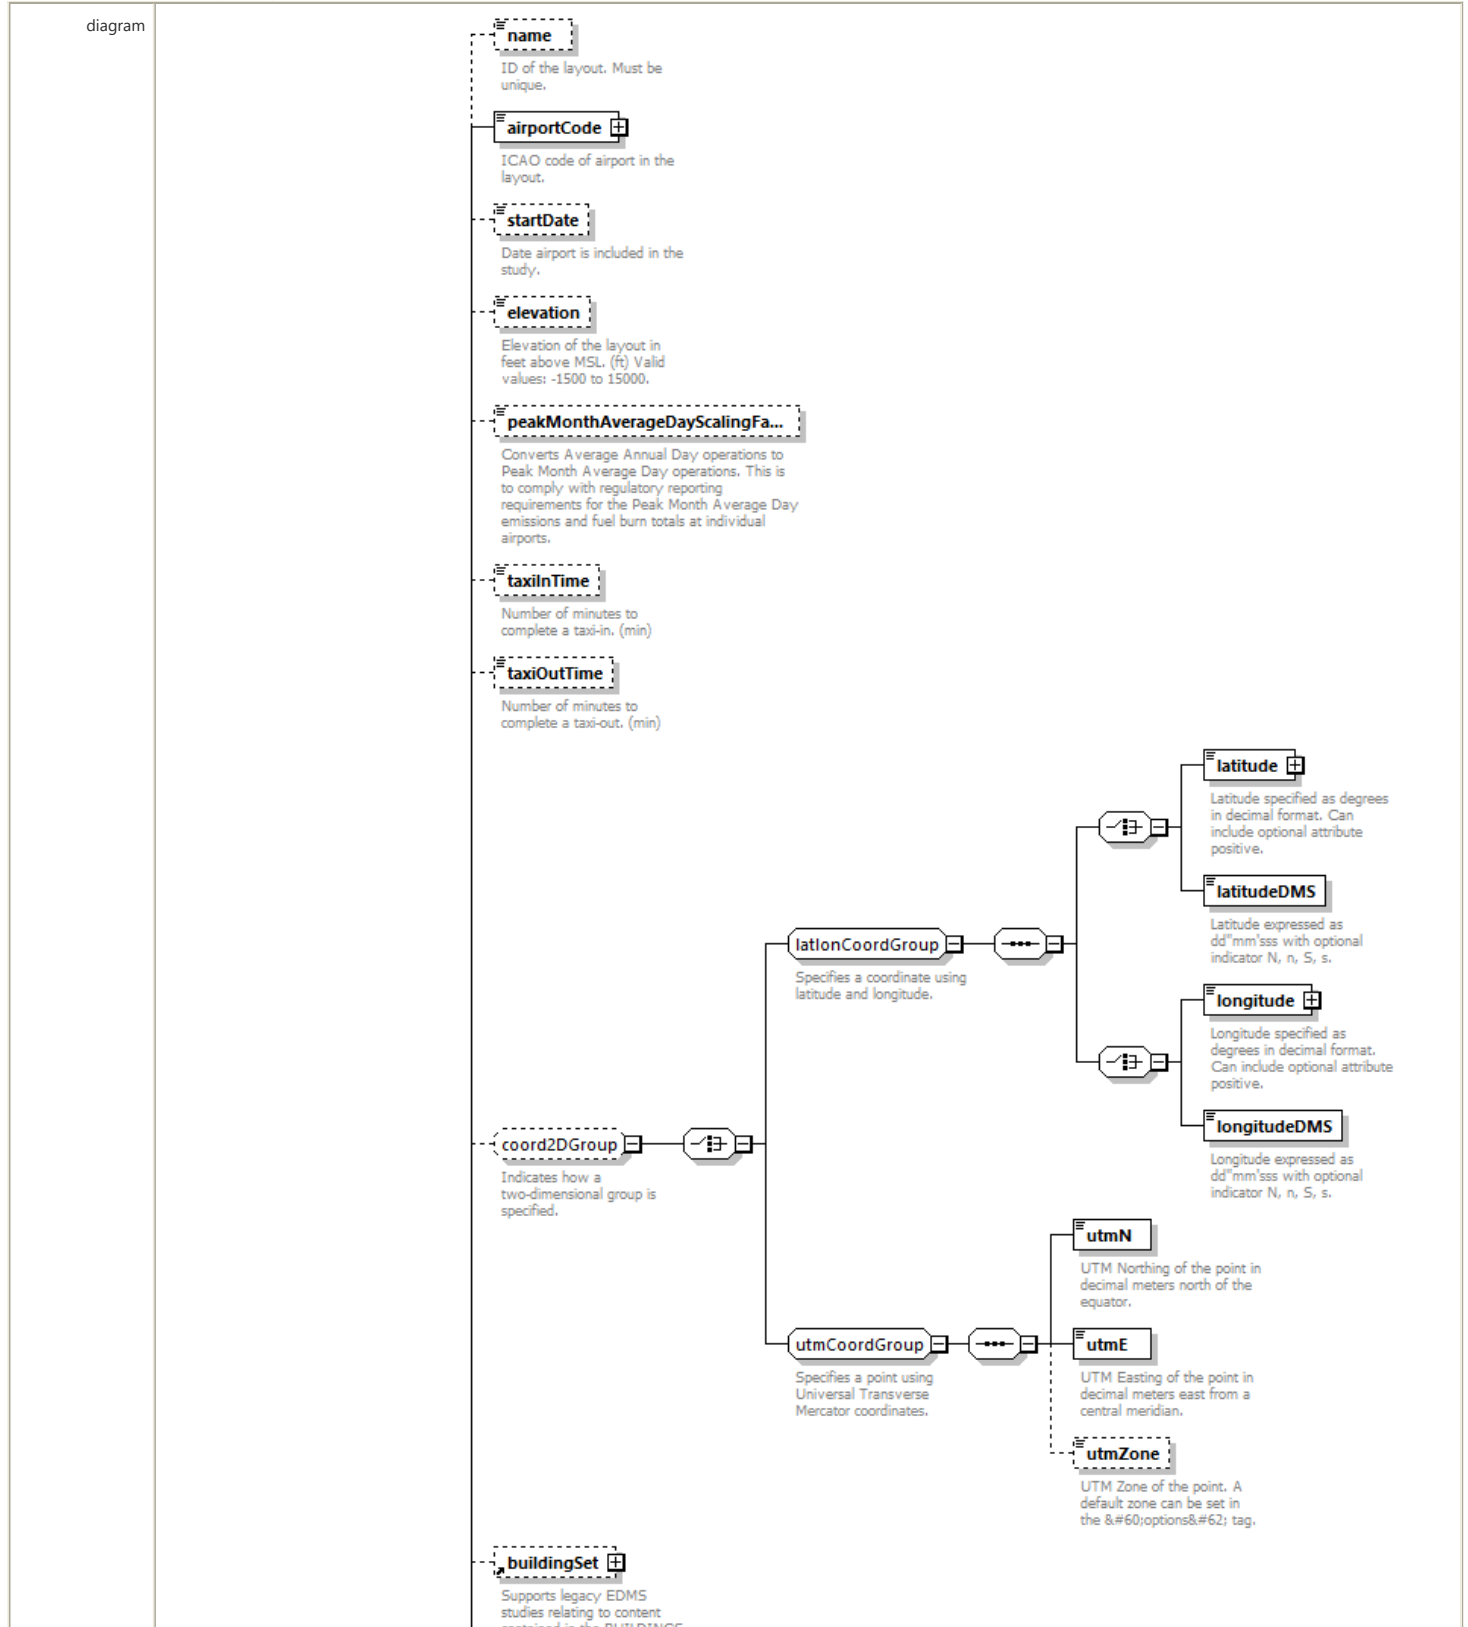 diagram
name
ID of the layout. Must be
unique.
airportCode
ICAO code of airport in the
layout.
startDate
Date airport is included in the
study.
elevation
Elevation of the layout in
feet above MSL. (ft) Valid
values: -1500 to 15000.
peakMonthAverageDayScalingFa...
Converts Average Annual Day operations to
Peak Month Average Day operations. This is
to comply with regulatory reporting
requirements for the Peak Month Average Day
emissions and fuel burn totals at individual
airports.
taxiInTime
Number of minutes to
complete a taxi-in. (min)
taxiOutTime
Number of minutes to
complete a taxi-out. (min)
latitude
Latitude specified as degrees
in decimal format. Can
include optional attribute
positive.
latitudeDMS
Latitude expressed as
dd"mm'sss with optional
indicator N, n, S, s.
latlonCoordGroup
Specifies a coordinate using
latitude and longitude.
longitude
Longitude specified as
degrees in decimal format.
Can include optional attribute
positive.
longitudeDMS
Longitude expressed as
dd"mm'sss with optional
indicator N, n, S, s.
coord2DGroup
Indicates how a
two-dimensional group is
specified.
utmN
UTM Northing of the point in
decimal meters north of the
equator.
utmCoordGroup
Specifies a point using
Universal Transverse
Mercator coordinates.
utmE
UTM Easting of the point in
decimal meters east from a
central meridian.
utmZone
UTM Zone of the point. A
default zone can be set in
the &#60;options&#62; tag.
buildingSet
Supports legacy EDMS
studies relating to content
contained in the BUILDINGS